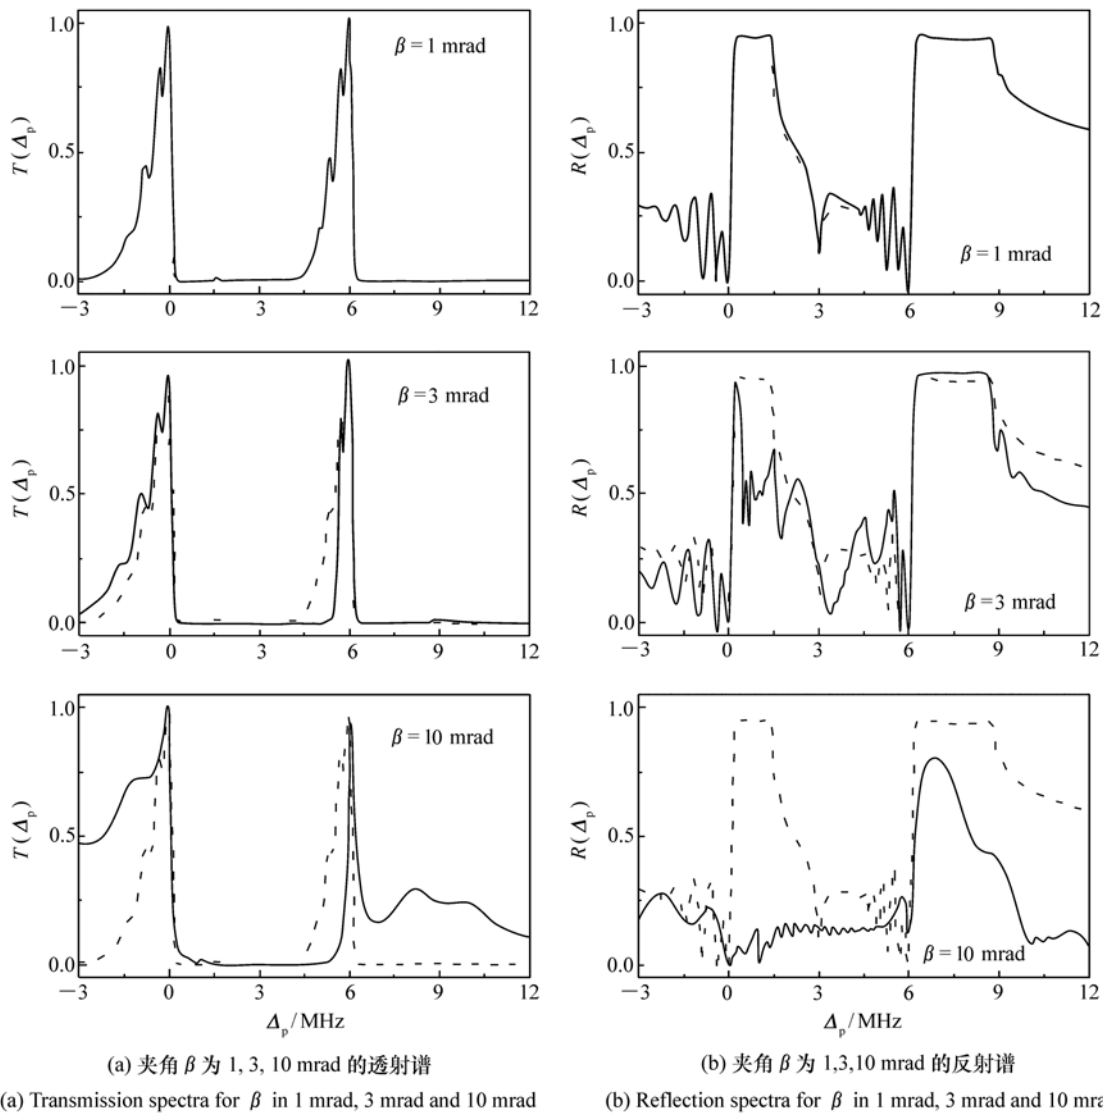 1.0
0.5
0.0
−3 0 3 6 9 12
T(Δp)
β = 1 mrad
1.0
0.5
0.0
−3 0 3 6 9 12
R(Δp)
β = 1 mrad
1.0
0.5
0.0
−3 0 3 6 9 12
T(Δp)
β = 3 mrad
1.0
0.5
0.0
−3 0 3 6 9 12
R(Δp)
β = 3 mrad
1.0
0.5
0.0
−3 0 3 6 9 12
T(Δp)
β = 10 mrad
Δp/MHz
1.0
0.5
0.0
−3 0 3 6 9 12
R(Δp)
β = 10 mrad
Δp/MHz
(a) 夹角 β 为 1, 3, 10 mrad 的透射谱
(b) 夹角 β 为 1,3,10 mrad 的反射谱
(a) Transmission spectra for β in 1 mrad, 3 mrad and 10 mrad
(b) Reflection spectra for β in 1 mrad, 3 mrad and 10 mra